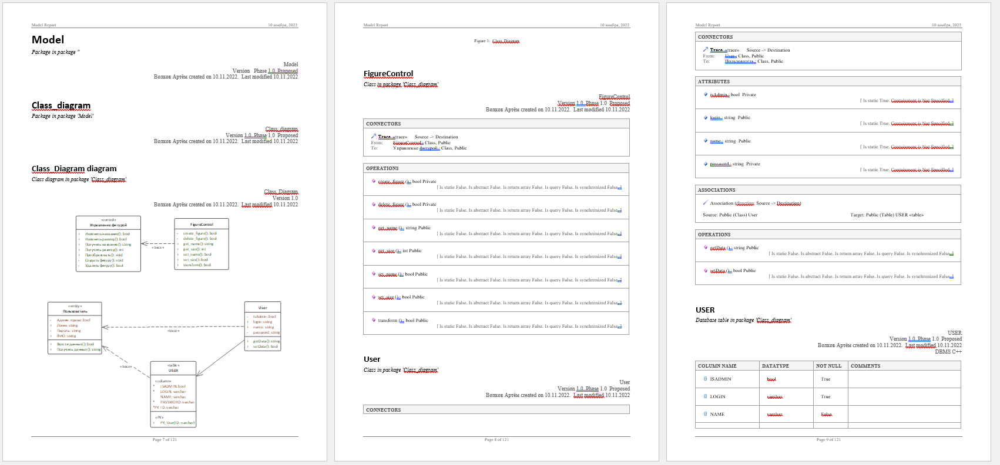 Model Report 10 ноября, 2022
Model
Package in package ''
Model
Version Phase 1.0 Proposed
Волков Артём created on 10.11.2022. Last modified 10.11.2022
Class_diagram
Package in package 'Model'
Class_diagram
Version 1.0 Phase 1.0 Proposed
Волков Артём created on 10.11.2022. Last modified 10.11.2022
Class_Diagram diagram
Class diagram in package 'Class_diagram'
Class_Diagram
Version 1.0
Волков Артём created on 10.11.2022. Last modified 10.11.2022
«control»
Управление фигурой
+ Изменить название(): bool
+ Изменить размер(): bool
+ Получить название(): string
+ Получить размер(): int
+ Преобразовать(): void
- Создать фигуру(): void
- Удалить фигуру(): bool
FigureControl
- create_figure(): bool
- delete_figure(): bool
+ get_name(): string
+ get_size(): int
+ set_name(): bool
+ set_size(): bool
+ transform(): bool
«trace»
«entity»
Пользователь
- Админ. права: bool
+ Логин: string
- Пароль: string
+ ФИО: string
+ Ввести данные(): bool
+ Получить данные(): string
User
- isAdmin: bool
+ login: string
+ name: string
- password: string
+ getData(): string
+ setData(): bool
«trace»
«trace»
«table»
USER
«column»
* ISADMIN: bool
* LOGIN: varchar
NAME: varchar
* PASSWORD: varchar
*PK ID: varchar
«PK»
+ PK_User(ID: varchar)
Page 7 of 121
Model Report 10 ноября, 2022
Figure 1: Class_Diagram
FigureControl
Class in package 'Class_diagram'
FigureControl
Version 1.0 Phase 1.0 Proposed
Волков Артём created on 10.11.2022. Last modified 10.11.2022
CONNECTORS
Trace «trace» Source -> Destination
From: FigureControl : Class, Public
To: Управление фигурой : Class, Public
OPERATIONS
create_figure () : bool Private
[ Is static False. Is abstract False. Is return array False. Is query False. Is synchronized False. ]
delete_figure () : bool Private
[ Is static False. Is abstract False. Is return array False. Is query False. Is synchronized False. ]
get_name () : string Public
[ Is static False. Is abstract False. Is return array False. Is query False. Is synchronized False. ]
get_size () : int Public
[ Is static False. Is abstract False. Is return array False. Is query False. Is synchronized False. ]
set_name () : bool Public
[ Is static False. Is abstract False. Is return array False. Is query False. Is synchronized False. ]
set_size () : bool Public
[ Is static False. Is abstract False. Is return array False. Is query False. Is synchronized False. ]
transform () : bool Public
[ Is static False. Is abstract False. Is return array False. Is query False. Is synchronized False. ]
User
Class in package 'Class_diagram'
User
Version 1.0 Phase 1.0 Proposed
Волков Артём created on 10.11.2022. Last modified 10.11.2022
CONNECTORS
Page 8 of 121
Model Report 10 ноября, 2022
CONNECTORS
Trace «trace» Source -> Destination
From: User : Class, Public
To: Пользователь : Class, Public
ATTRIBUTES
isAdmin : bool Private
[ Is static True. Containment is Not Specified. ]
login : string Public
[ Is static True. Containment is Not Specified. ]
name : string Public
[ Is static True. Containment is Not Specified. ]
password : string Private
[ Is static True. Containment is Not Specified. ]
ASSOCIATIONS
Association (direction: Source -> Destination)
Source: Public (Class) User Target: Public (Table) USER «table»
OPERATIONS
getData () : string Public
[ Is static False. Is abstract False. Is return array False. Is query False. Is synchronized False. ]
setData () : bool Public
[ Is static False. Is abstract False. Is return array False. Is query False. Is synchronized False. ]
USER
Database table in package 'Class_diagram'
USER
Version 1.0 Phase 1.0 Proposed
Волков Артём created on 10.11.2022. Last modified 10.11.2022
DBMS C++
COLUMN NAME DATATYPE NOT NULL COMMENTS
ISADMIN bool True
LOGIN varchar True
NAME varchar False
Page 9 of 121